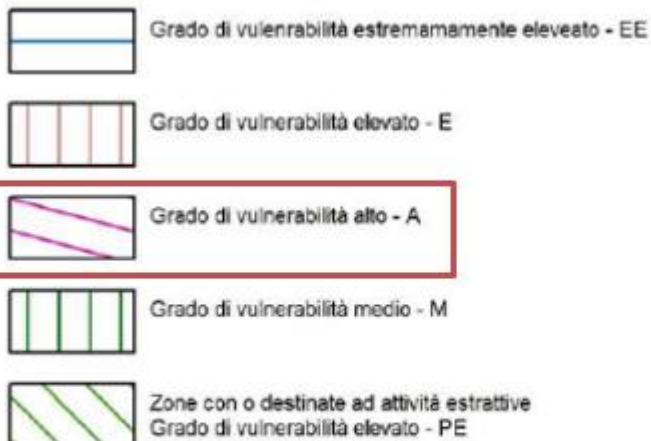 Grado di vulenrabilità estremamamente eleveato - EE
Grado di vulnerabilità elevato - E
Grado di vulnerabilità alto - A
Grado di vulnerabilità medio - M
Zone con o destinate ad attività estrattive
Grado di vulnerabilità elevato - PE